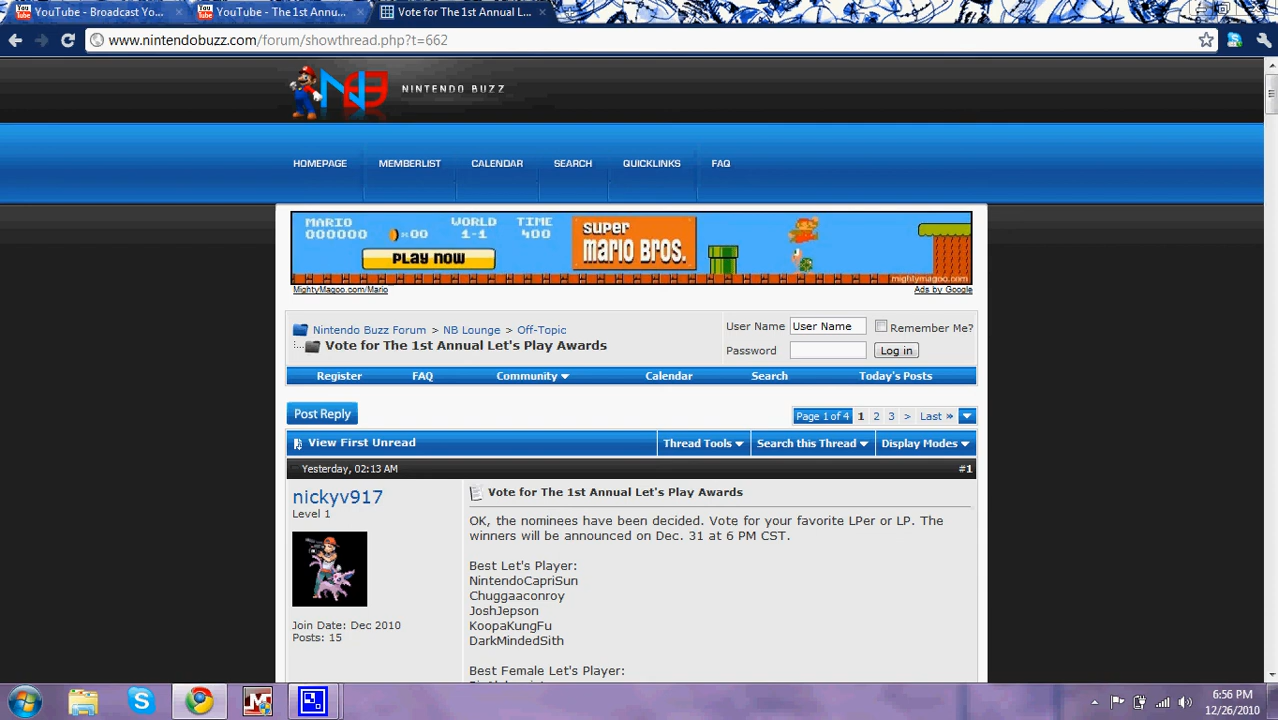 YouTube - Broadcast Yo...
YouTube - The 1st Annu...
Vote for The 1st Annual L...
www.nintendobuzz.com/forum/showthread.php?t=662
NB NINTENDO BUZZ
HOMEPAGE MEMBERLIST CALENDAR SEARCH QUICKLINKS FAQ
MARIO WORLD TIME
000000 ×00 1-1 400
PLAY NOW
super
MARIO BROS.
mightymagoo.com
MightyMagoo.com/Mario Ads by Google
Nintendo Buzz Forum > NB Lounge > Off-Topic
Vote for The 1st Annual Let's Play Awards
User Name User Name Remember Me?
Password Log in
Register FAQ Community Calendar Search Today's Posts
Post Reply
Page 1 of 4 1 2 3 > Last »
View First Unread Thread Tools Search this Thread Display Modes
Yesterday, 02:13 AM #1
nickyv917
Level 1
Join Date: Dec 2010
Posts: 15
Vote for The 1st Annual Let's Play Awards
OK, the nominees have been decided. Vote for your favorite LPer or LP. The
winners will be announced on Dec. 31 at 6 PM CST.
Best Let's Player:
NintendoCapriSun
Chuggaaconroy
JoshJepson
KoopaKungFu
DarkMindedSith
Best Female Let's Player:
6:56 PM
12/26/2010